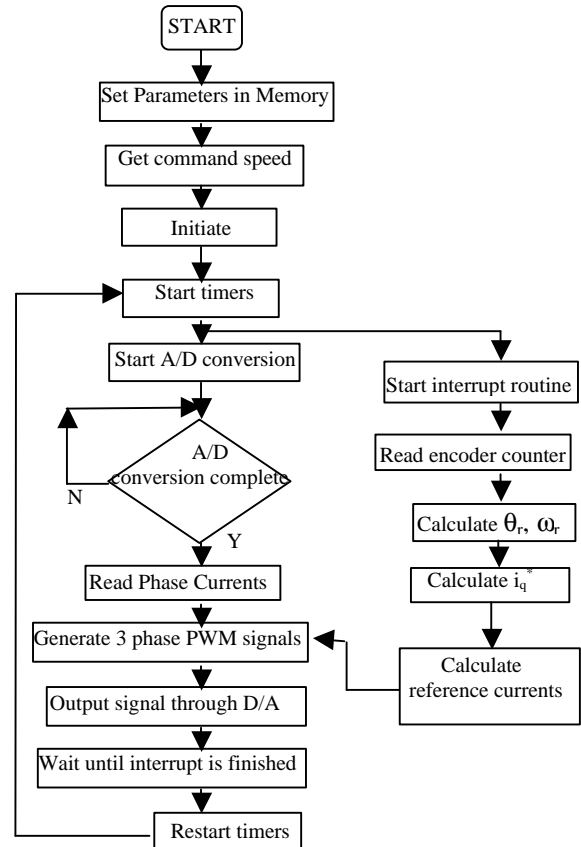 START
Set Parameters in Memory
Get command speed
Initiate
Start timers
Start A/D conversion
A/D
conversion complete
N
Y
Read Phase Currents
Generate 3 phase PWM signals
Output signal through D/A
Wait until interrupt is finished
Restart timers
Start interrupt routine
Read encoder counter
Calculate θr, ωr
Calculate iq*
Calculate
reference currents